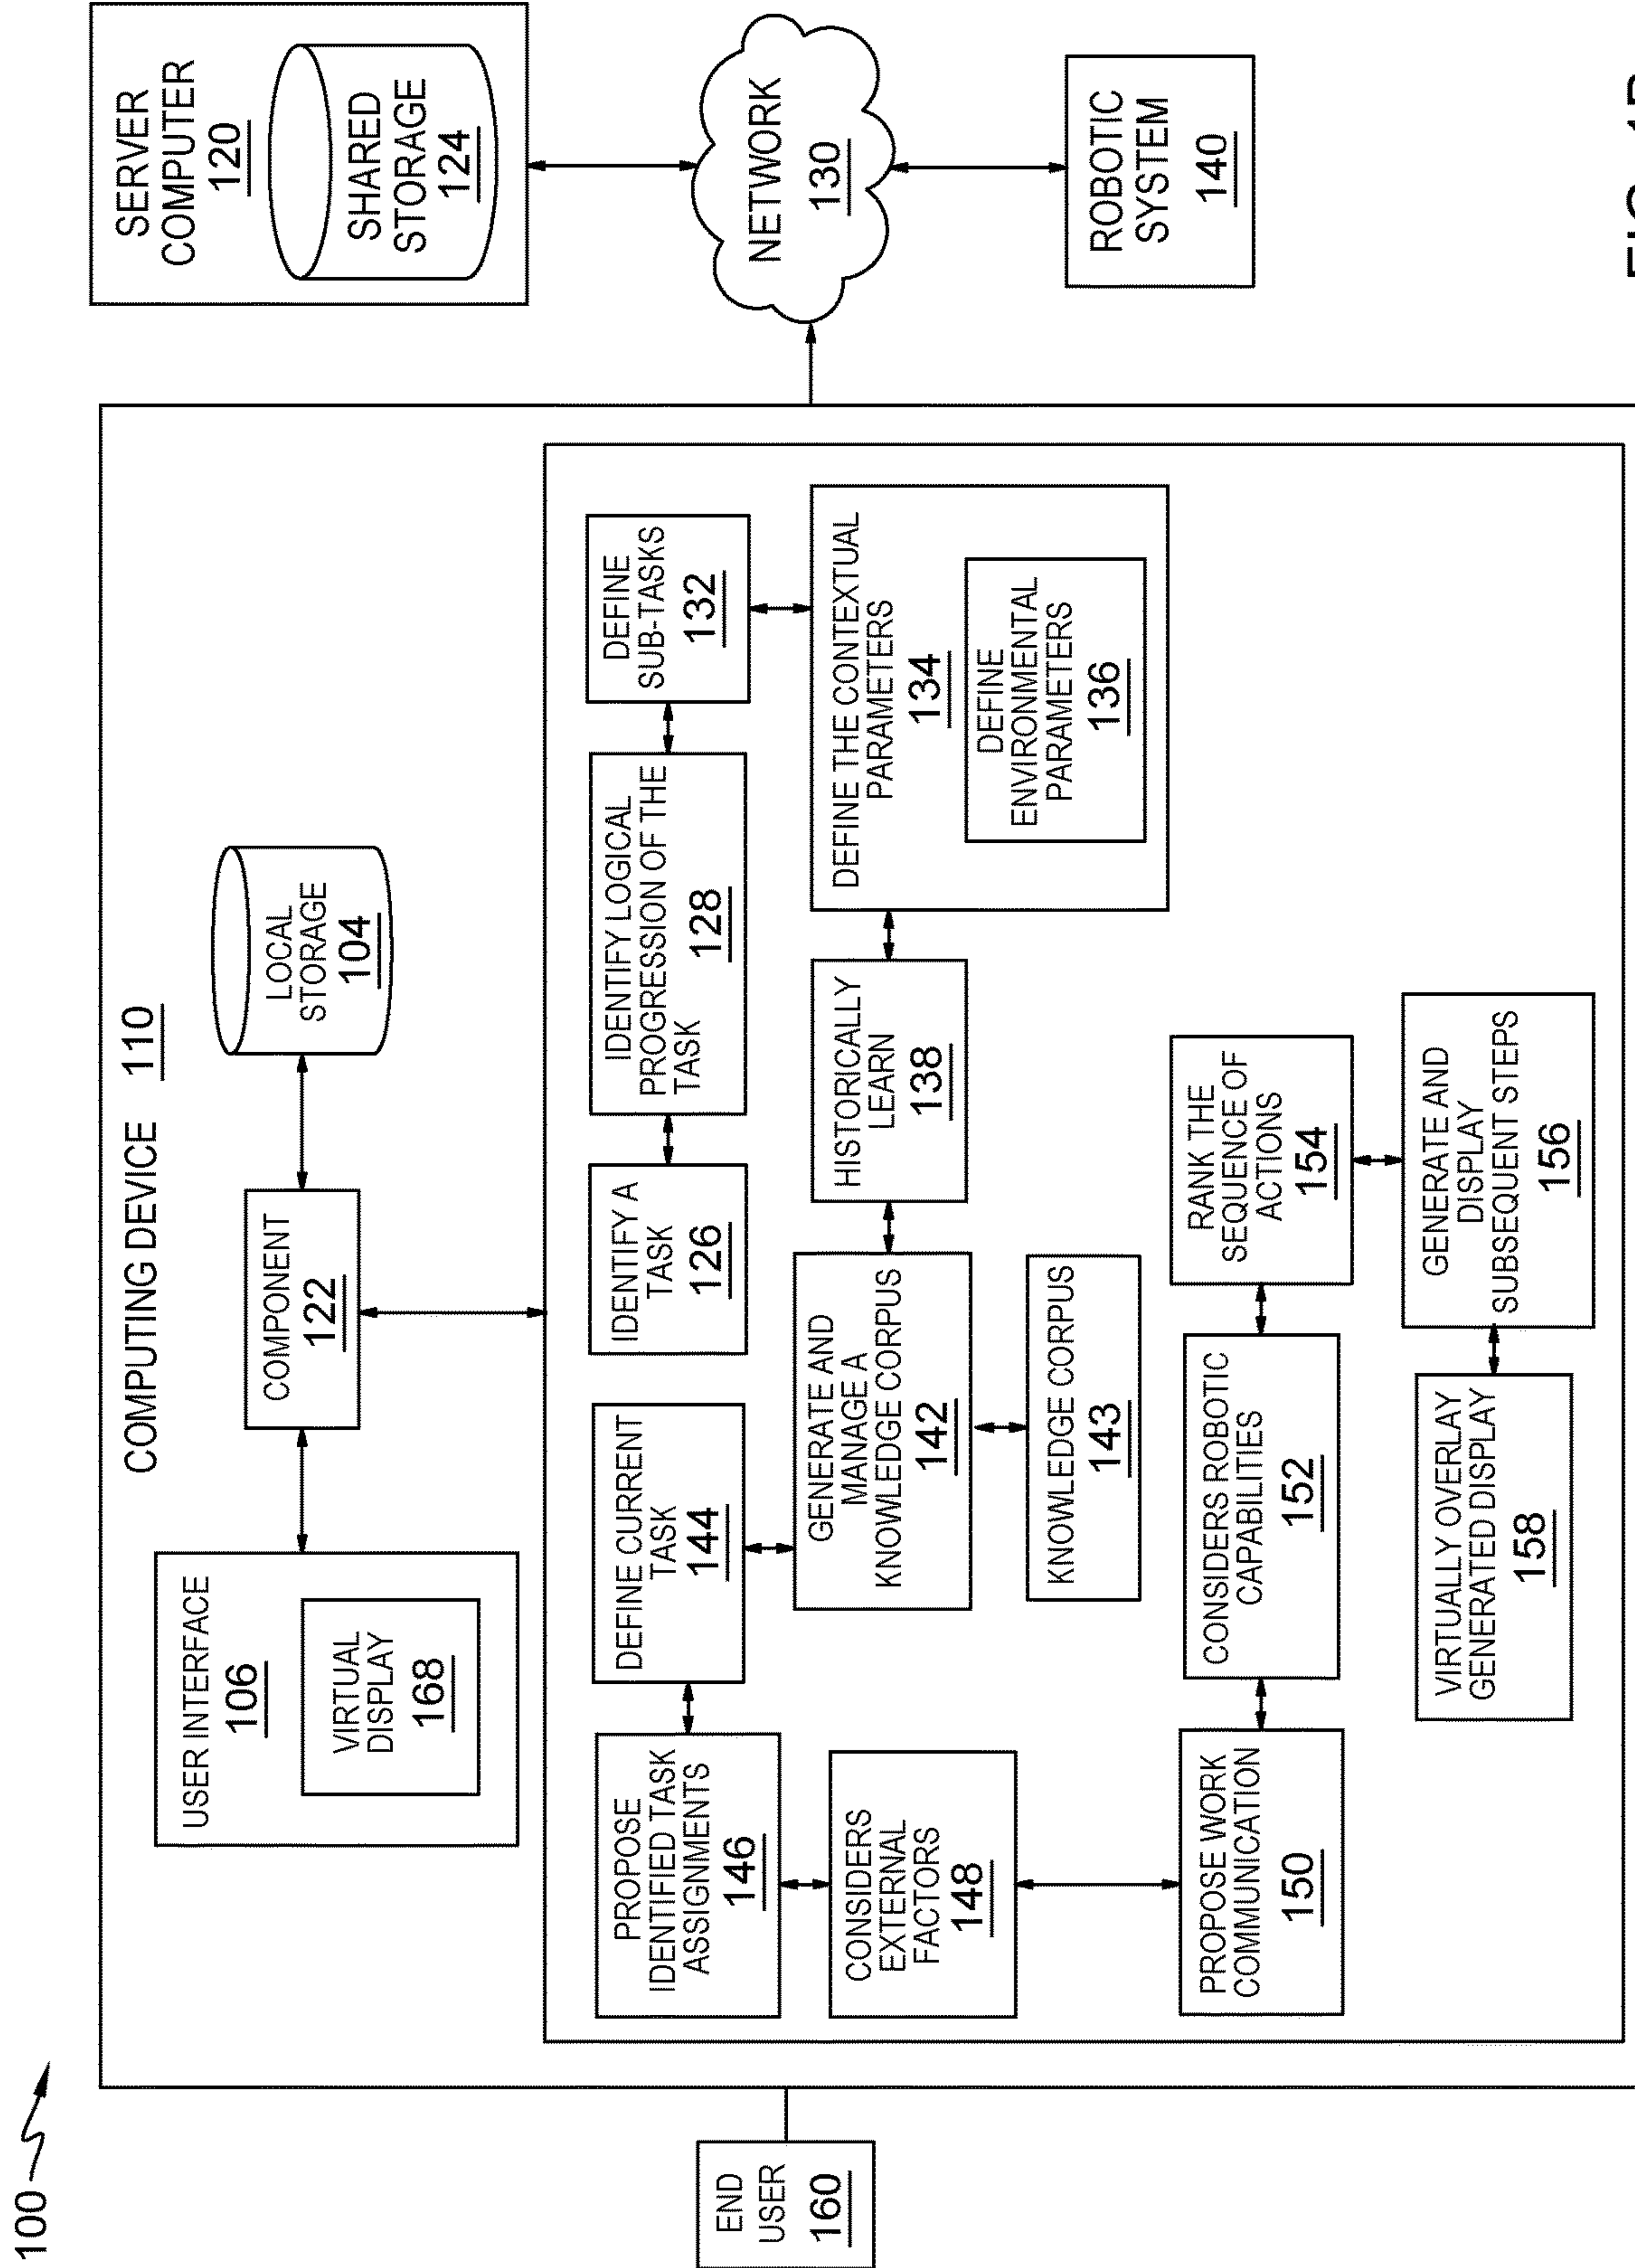 100
COMPUTING DEVICE 110
USER INTERFACE
106
VIRTUAL
DISPLAY
168
COMPONENT
122
LOCAL
STORAGE
104
SERVER
COMPUTER
120
SHARED
STORAGE
124
END
USER
160
PROPOSE
IDENTIFIED TASK
ASSIGNMENTS
146
DEFINE CURRENT
TASK
144
IDENTIFY A
TASK
126
IDENTIFY LOGICAL
PROGRESSION OF THE
TASK
128
DEFINE
SUB-TASKS
132
NETWORK
130
CONSIDERS
EXTERNAL
FACTORS
148
GENERATE AND
MANAGE A
KNOWLEDGE CORPUS
142
HISTORICALLY
LEARN
138
DEFINE THE CONTEXTUAL
PARAMETERS
134
DEFINE
ENVIRONMENTAL
PARAMETERS
136
KNOWLEDGE CORPUS
143
ROBOTIC
SYSTEM
140
PROPOSE WORK
COMMUNICATION
150
CONSIDERS ROBOTIC
CAPABILITIES
152
RANK THE
SEQUENCE OF
ACTIONS
154
VIRTUALLY OVERLAY
GENERATED DISPLAY
158
GENERATE AND
DISPLAY
SUBSEQUENT STEPS
156